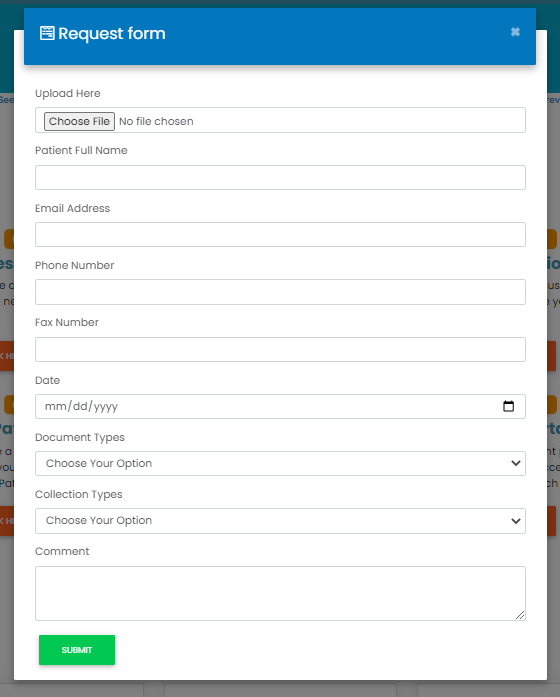 Request form
×
Upload Here
Choose File No file chosen
Patient Full Name
Email Address
Phone Number
Fax Number
Date
mm/dd/yyyy
Document Types
Choose Your Option
Collection Types
Choose Your Option
Comment
SUBMIT